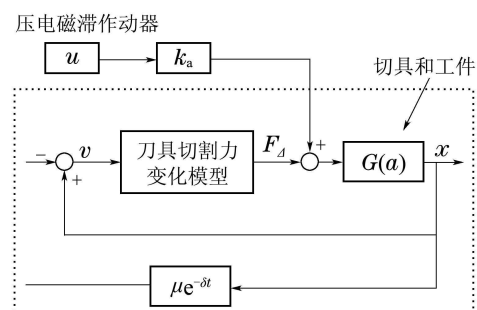 压电磁滞作动器
u
kₐ
切具和工件
−
v
+
刀具切割力
变化模型
F_Δ
+
G(a)
x
μe^{-δt}